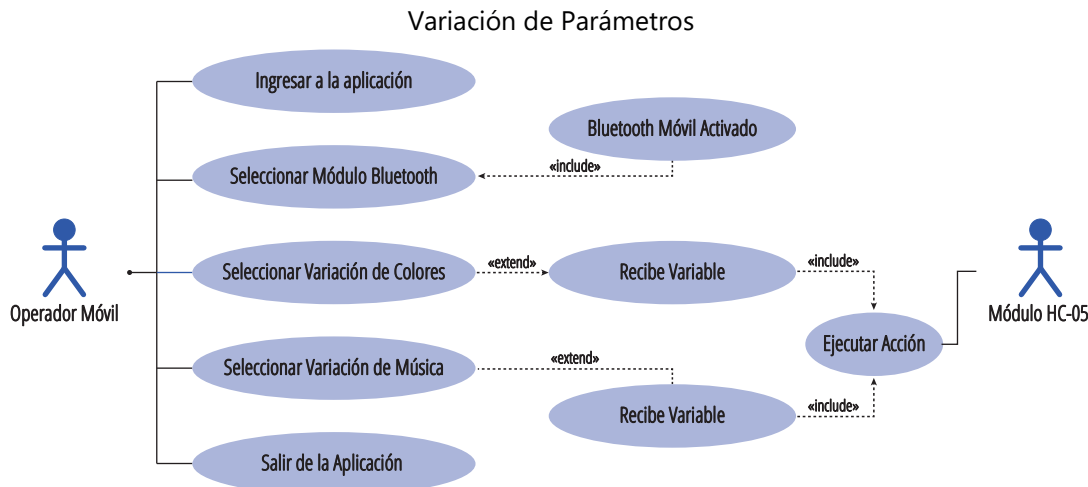 Variación de Parámetros
Ingresar a la aplicación
Bluetooth Móvil Activado
«include»
Seleccionar Módulo Bluetooth
Seleccionar Variación de Colores
«extend»
Recibe Variable
«include»
Operador Móvil
Módulo HC-05
Ejecutar Acción
Seleccionar Variación de Música
«extend»
Recibe Variable
«include»
Salir de la Aplicación